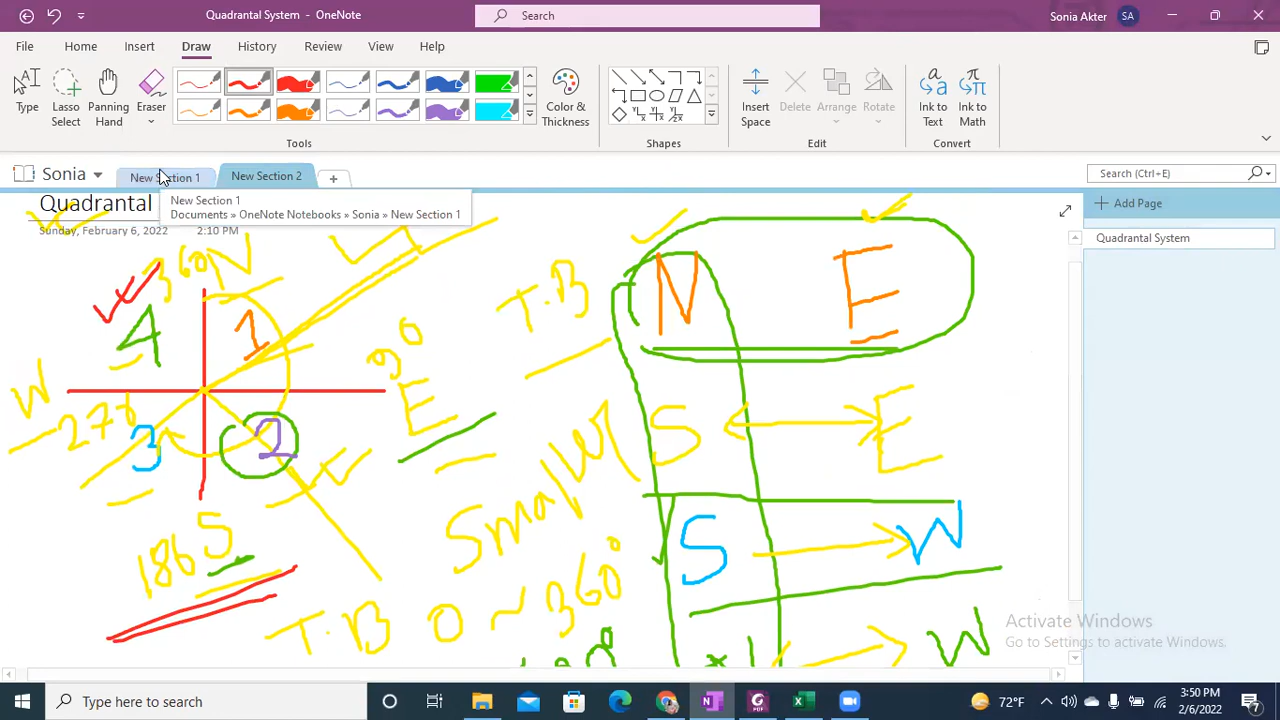 Quadrantal System - OneNote
Search
Sonia Akter
SA
File
Home
Insert
Draw
History
Review
View
Help
Type
Lasso Select
Panning Hand
Eraser
Color & Thickness
Insert Space
Delete
Arrange
Rotate
Ink to Text
Ink to Math
Tools
Shapes
Edit
Convert
Sonia
New Section 1
New Section 2
Search (Ctrl+E)
New Section 1
Documents » OneNote Notebooks » Sonia » New Section 1
Quadrantal
Sunday, February 6, 2022
2:10 PM
Add Page
Quadrantal System
360 N
4
1
W
270
90
E
3
2
180 S
T.B
N E
S E
Smaller
S W
T.B 0 ~ 360°
W
Activate Windows
Go to Settings to activate Windows.
Type here to search
72°F
3:50 PM
2/6/2022
7